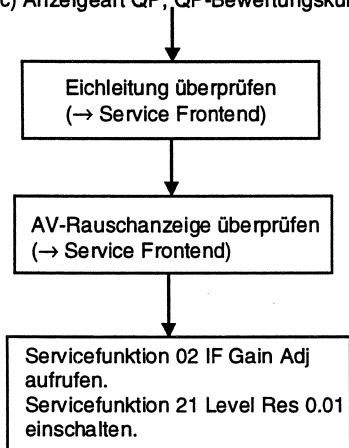 c) Anzeigeart QP, QP-Bewertungskur
Eichleitung überprüfen
(→ Service Frontend)
AV-Rauschanzeige überprüfen
(→ Service Frontend)
Servicefunktion 02 IF Gain Adj
aufrufen.
Servicefunktion 21 Level Res 0.01
einschalten.